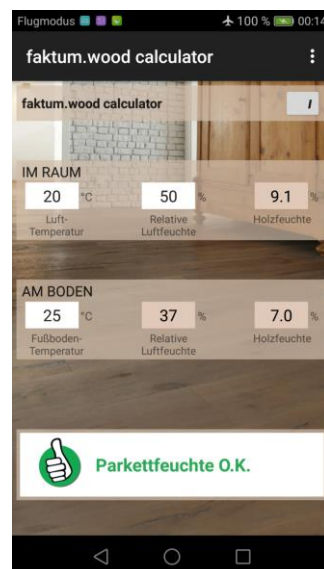 Flugmodus 100 % 00:14
faktum.wood calculator
faktum.wood calculator I
IM RAUM
20 °C 50 % 9.1 %
Luft- Relative Holzfeuchte
Temperatur Luftfeuchte
AM BODEN
25 °C 37 % 7.0 %
Fußboden- Relative Holzfeuchte
Temperatur Luftfeuchte
Parkettfeuchte O.K.